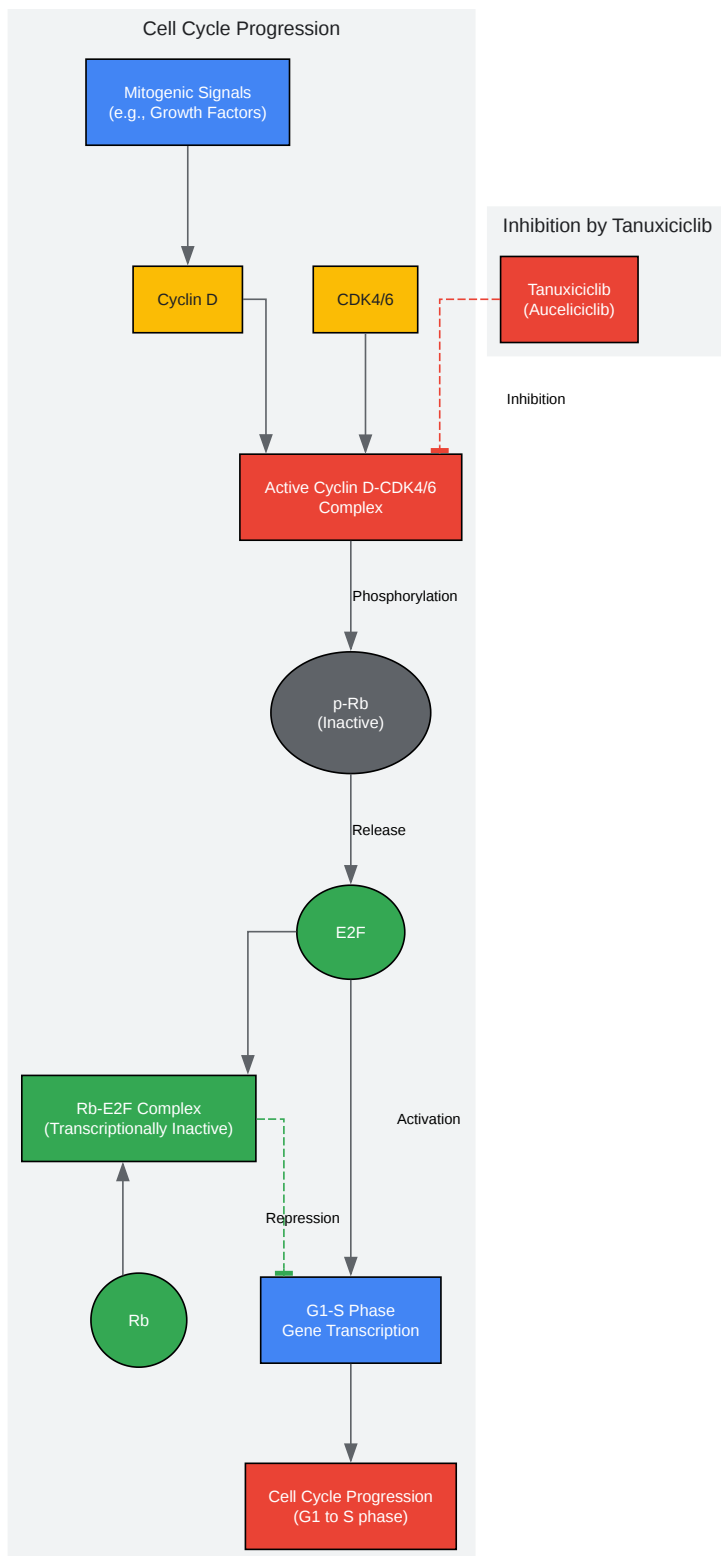 Cell Cycle Progression
Mitogenic Signals
(e.g., Growth Factors)
Inhibition by Tanuxiciclib
Cyclin D
CDK4/6
Tanuxiciclib
(Auceliciclib)
Inhibition
Active Cyclin D-CDK4/6
Complex
Phosphorylation
p-Rb
(Inactive)
Release
E2F
Rb-E2F Complex
(Transcriptionally Inactive)
Activation
Repression
Rb
G1-S Phase
Gene Transcription
Cell Cycle Progression
(G1 to S phase)